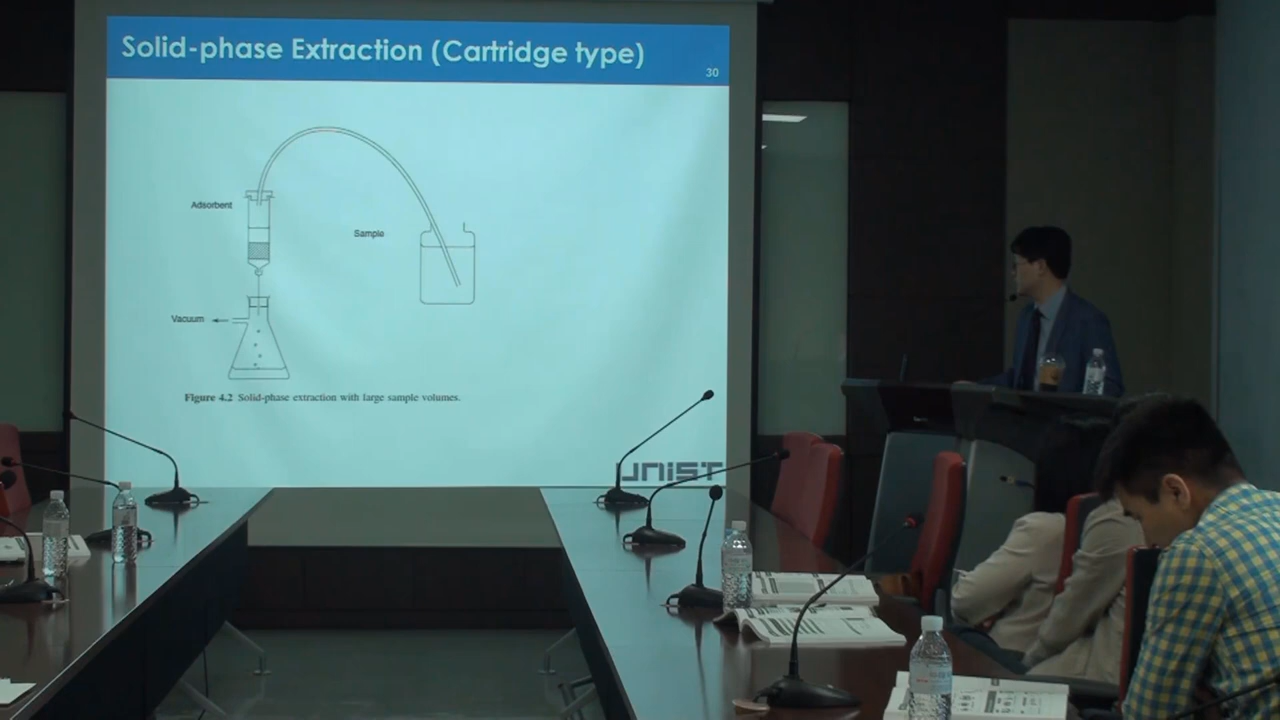 Solid-phase Extraction (Cartridge type)
30
Adsorbent
Sample
Vacuum
Figure 4.2 Solid-phase extraction with large sample volumes.
UNIST